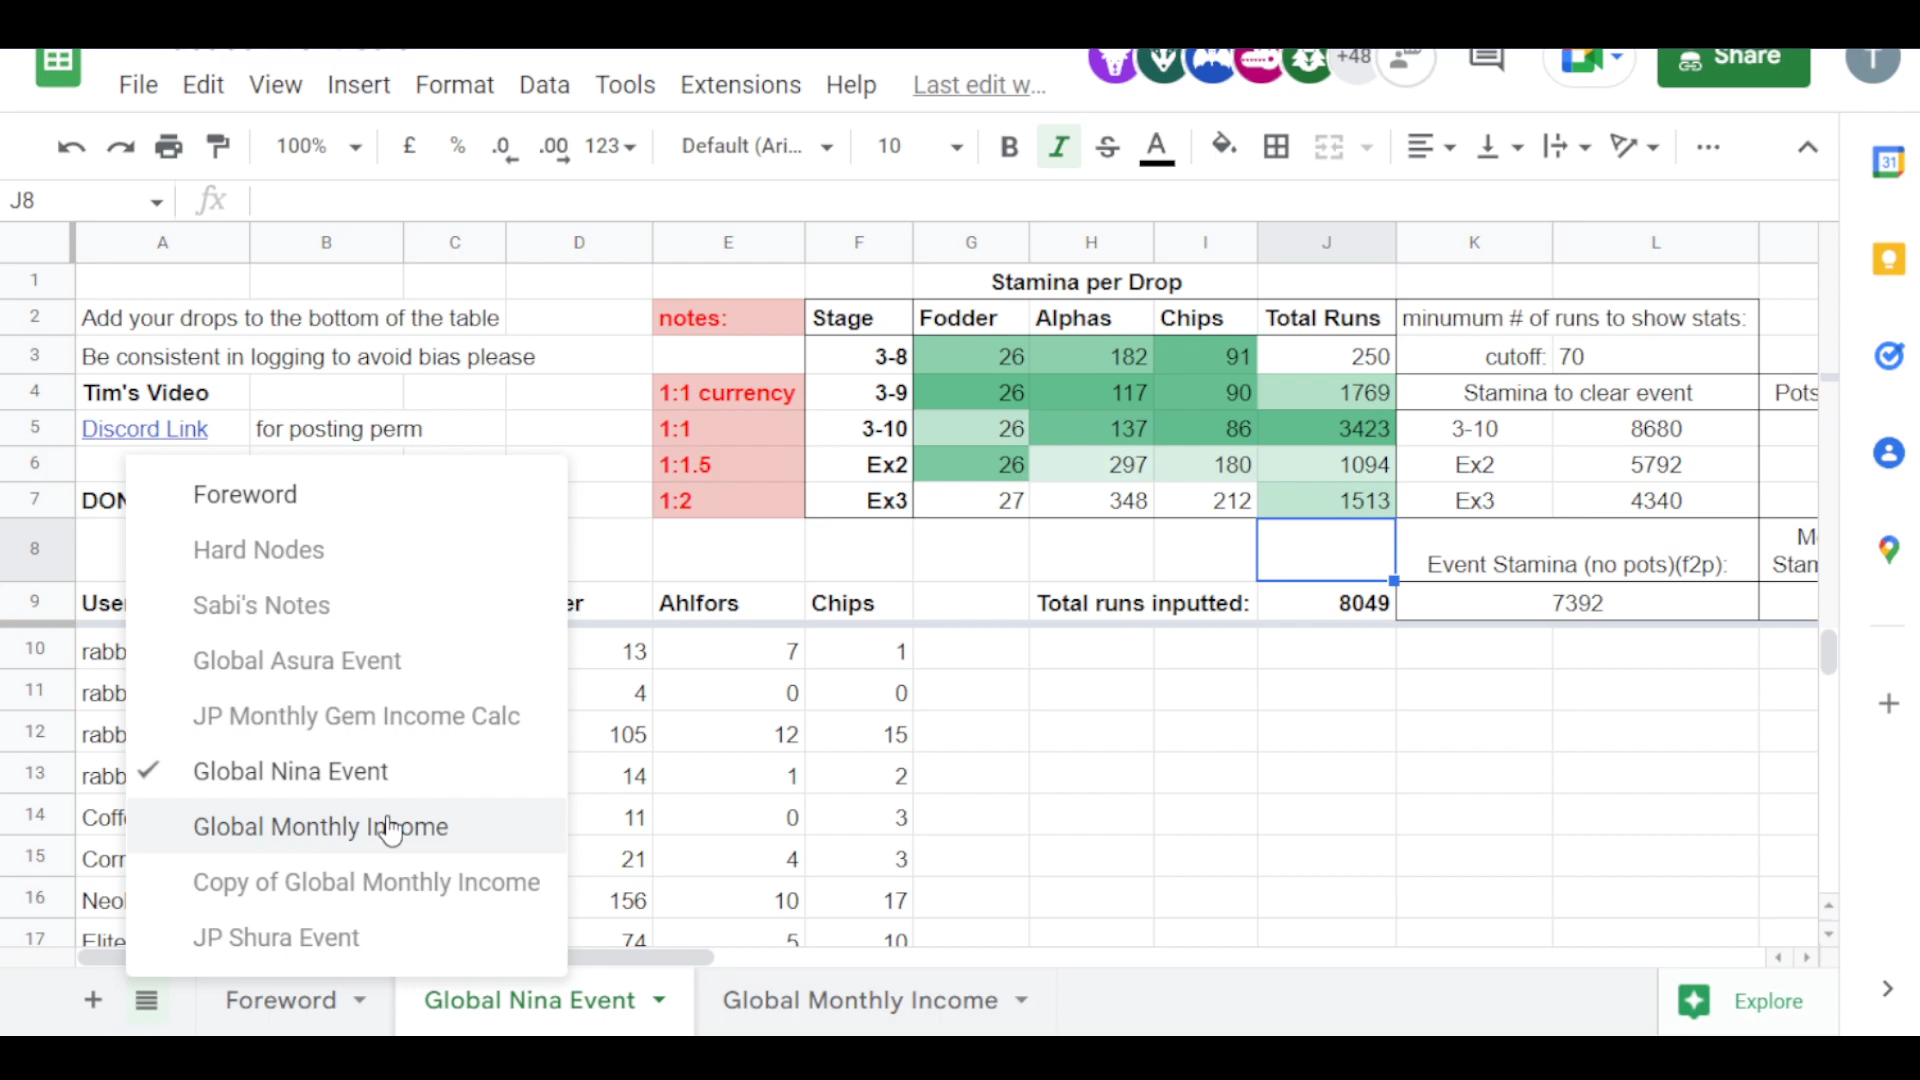 +48
Share
T
File Edit View Insert Format Data Tools Extensions Help Last edit w...
100% £ % .0 .00 123 Default (Ari... 10 B I S A
31
J8 fx
A B C D E F G H I J K L
1 Stamina per Drop
2 Add your drops to the bottom of the table notes: Stage Fodder Alphas Chips Total Runs minumum # of runs to show stats:
3 Be consistent in logging to avoid bias please 3-8 26 182 91 250 cutoff: 70
4 Tim's Video 1:1 currency 3-9 26 117 90 1769 Stamina to clear event Pots
5 Discord Link for posting perm 1:1 3-10 26 137 86 3423 3-10 8680
6 1:1.5 Ex2 26 297 180 1094 Ex2 5792
7 DON 1:2 Ex3 27 348 212 1513 Ex3 4340
8 Event Stamina (no pots)(f2p): Stam
9 Use er Ahlfors Chips Total runs inputted: 8049 7392
10 rabb 13 7 1
11 rabb 4 0 0
12 rabb 105 12 15
13 rabb 14 1 2
14 Coff 11 0 3
15 Corr 21 4 3
16 Neo 156 10 17
17 Elite 74 5 10
Foreword
Hard Nodes
Sabi's Notes
Global Asura Event
JP Monthly Gem Income Calc
Global Nina Event
Global Monthly Income
Copy of Global Monthly Income
JP Shura Event
Foreword Global Nina Event Global Monthly Income Explore